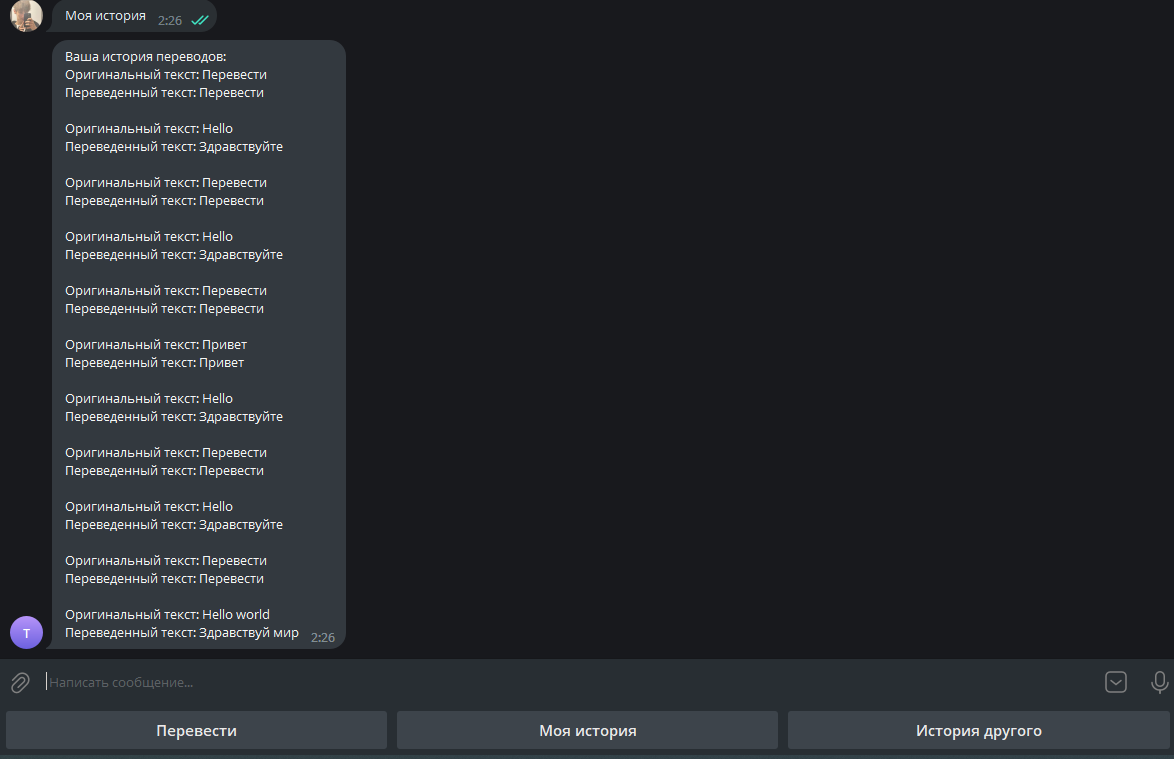 Моя история
2:26
Ваша история переводов:
Оригинальный текст: Перевести
Переведенный текст: Перевести
Оригинальный текст: Hello
Переведенный текст: Здравствуйте
Оригинальный текст: Перевести
Переведенный текст: Перевести
Оригинальный текст: Hello
Переведенный текст: Здравствуйте
Оригинальный текст: Перевести
Переведенный текст: Перевести
Оригинальный текст: Привет
Переведенный текст: Привет
Оригинальный текст: Hello
Переведенный текст: Здравствуйте
Оригинальный текст: Перевести
Переведенный текст: Перевести
Оригинальный текст: Hello
Переведенный текст: Здравствуйте
Оригинальный текст: Перевести
Переведенный текст: Перевести
Оригинальный текст: Hello world
Переведенный текст: Здравствуй мир
2:26
Т
Написать сообщение...
Перевести
Моя история
История другого